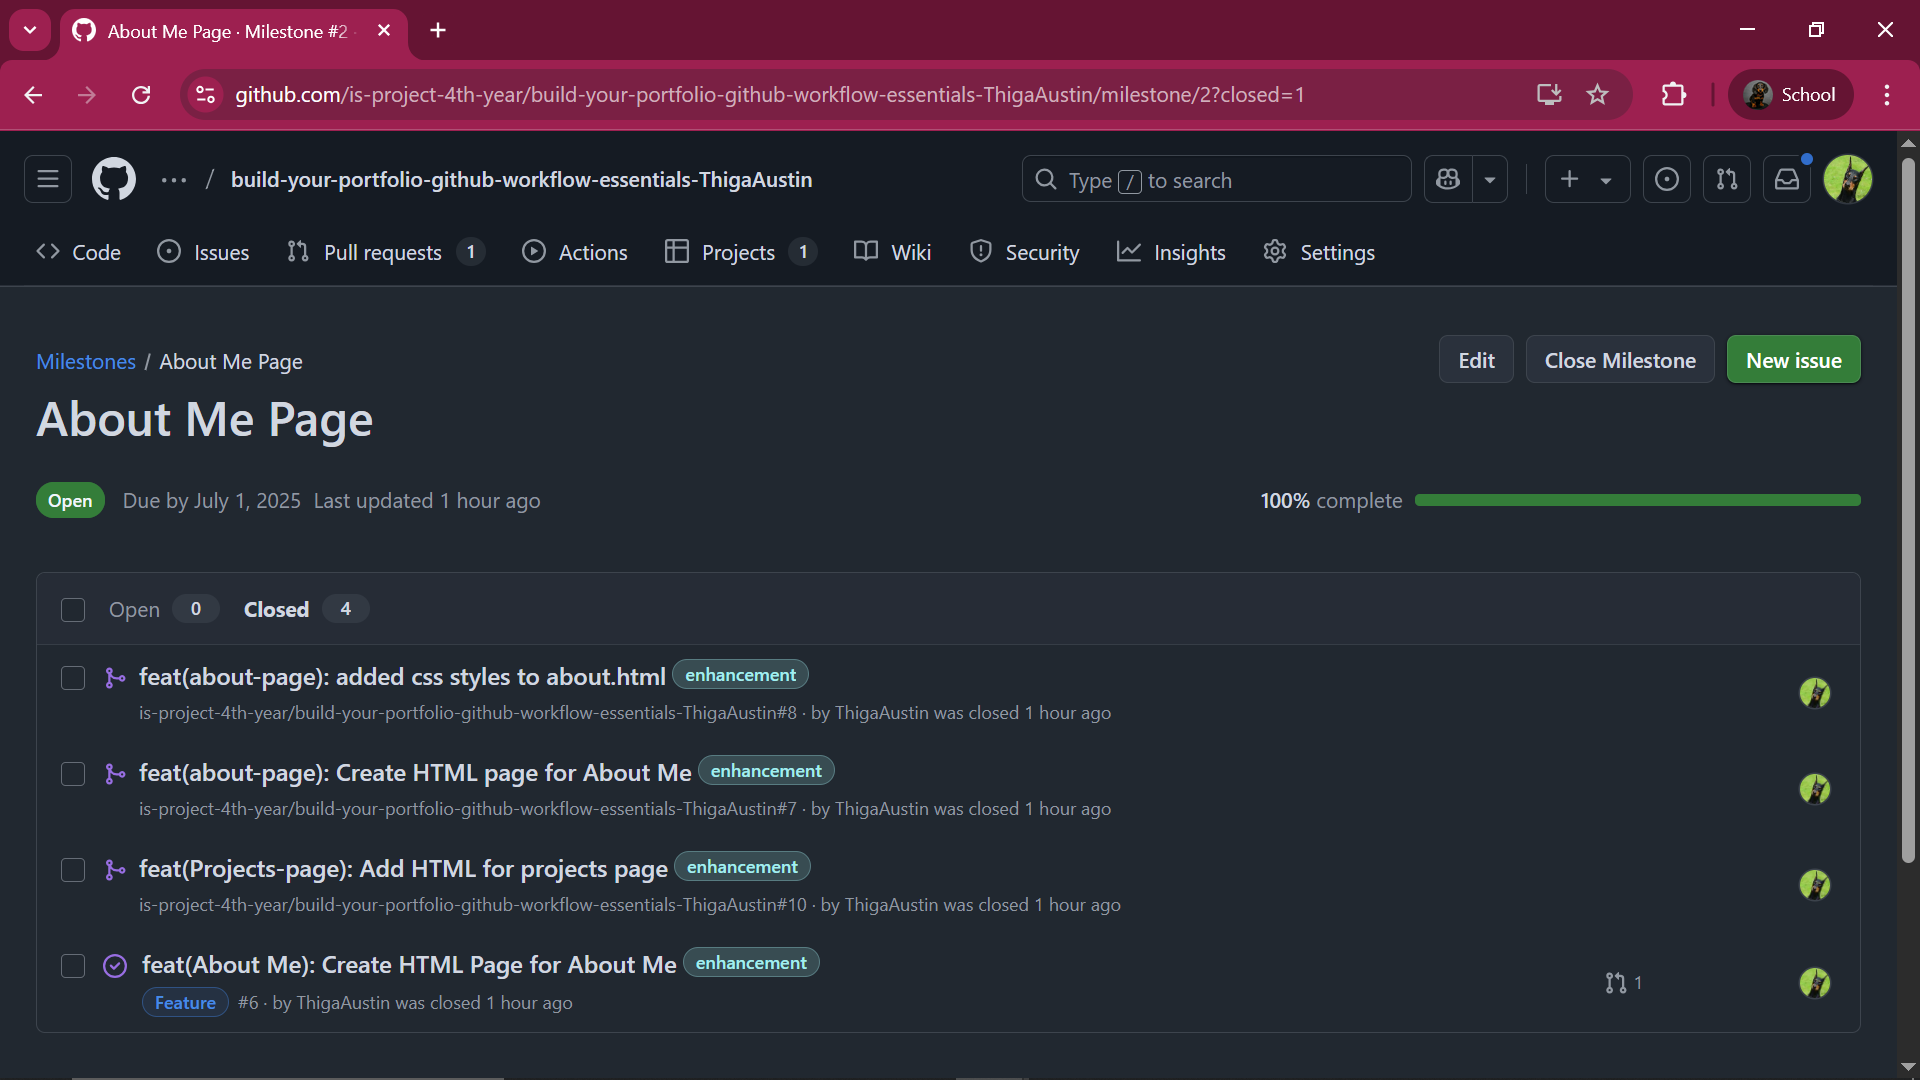 About Me Page · Milestone #2
github.com/is-project-4th-year/build-your-portfolio-github-workflow-essentials-ThigaAustin/milestone/2?closed=1
School
/ build-your-portfolio-github-workflow-essentials-ThigaAustin
Type / to search
Code Issues Pull requests 1 Actions Projects 1 Wiki Security Insights Settings
Milestones / About Me Page
Edit Close Milestone New issue
About Me Page
Open Due by July 1, 2025 Last updated 1 hour ago
100% complete
Open 0 Closed 4
feat(about-page): added css styles to about.html enhancement
is-project-4th-year/build-your-portfolio-github-workflow-essentials-ThigaAustin#8 · by ThigaAustin was closed 1 hour ago
feat(about-page): Create HTML page for About Me enhancement
is-project-4th-year/build-your-portfolio-github-workflow-essentials-ThigaAustin#7 · by ThigaAustin was closed 1 hour ago
feat(Projects-page): Add HTML for projects page enhancement
is-project-4th-year/build-your-portfolio-github-workflow-essentials-ThigaAustin#10 · by ThigaAustin was closed 1 hour ago
feat(About Me): Create HTML Page for About Me enhancement
Feature #6 · by ThigaAustin was closed 1 hour ago
1